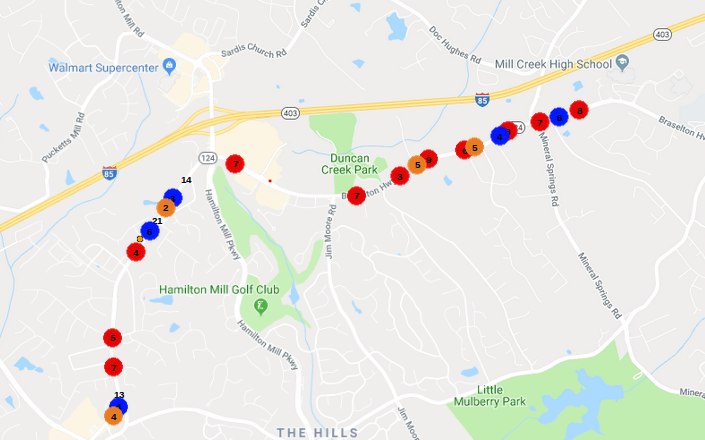 Hamilton Mill Rd
Sardis Church Rd
Sardis Ch
Doc Hughes Rd
403
Walmart Supercenter
Mill Creek High School
85
403
Pucketts Mill Rd
Braselton Hwy
124
7
4
6
7
8
5
9
5
Duncan
Creek Park
3
7
Braselton Hwy
85
14
2
21
6
4
Hamilton Mill Pkwy
Jim Moore Rd
Mineral Springs Rd
Mineral Springs Rd
Hamilton Mill Golf Club
Hamilton Mill Pkwy
5
7
13
4
Little
Mulberry Park
Minera
THE HILLS
Jim Moor